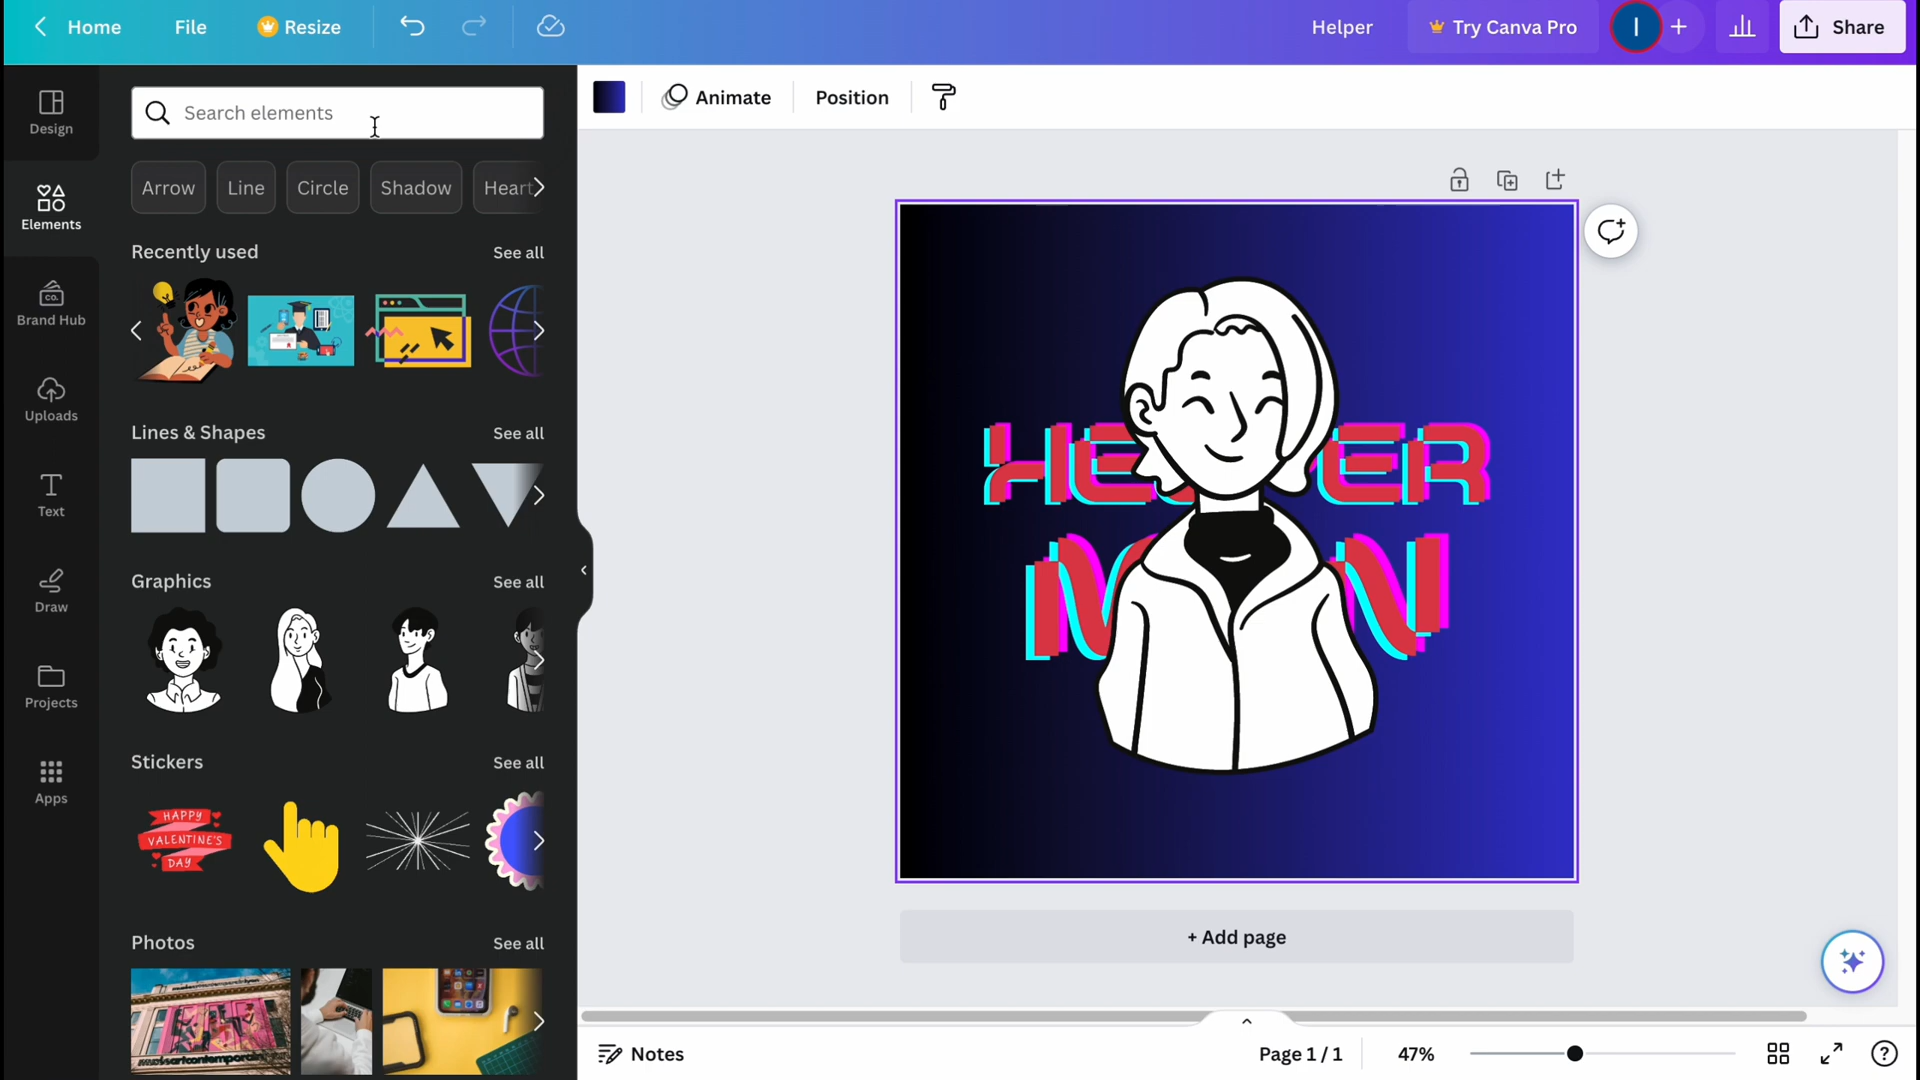 Home File Resize Helper Try Canva Pro I Share
Design
Elements
Brand Hub
CO.
Uploads
Text
Draw
Projects
Apps
Search elements
Arrow Line Circle Shadow Heart
Recently used See all
Lines & Shapes See all
Graphics See all
Stickers See all
HAPPY
VALENTINE'S
DAY
Photos See all
Animate Position
+ Add page
Notes Page 1 / 1 47%